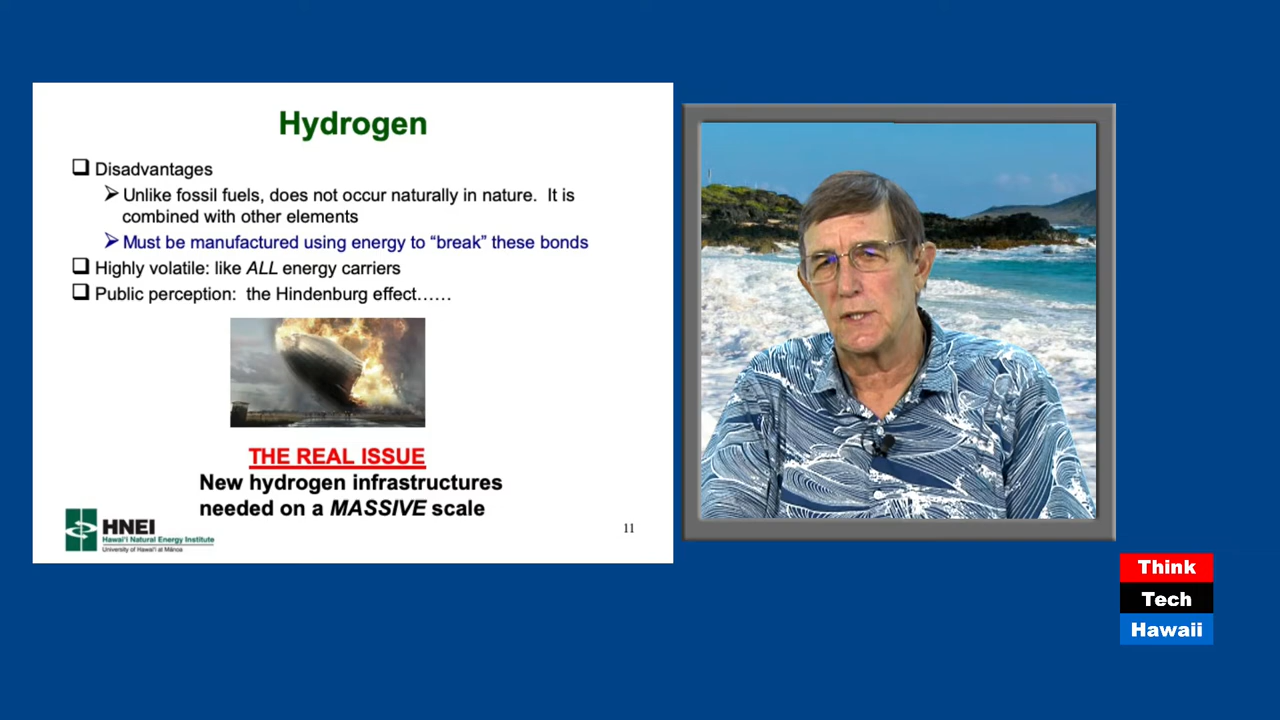 Hydrogen
❑ Disadvantages
➢ Unlike fossil fuels, does not occur naturally in nature. It is
combined with other elements
➢ Must be manufactured using energy to “break” these bonds
❑ Highly volatile: like ALL energy carriers
❑ Public perception: the Hindenburg effect……
THE REAL ISSUE
New hydrogen infrastructures
needed on a MASSIVE scale
HNEI
Hawai‘i Natural Energy Institute
University of Hawai‘i at Mānoa
11
Think
Tech
Hawaii